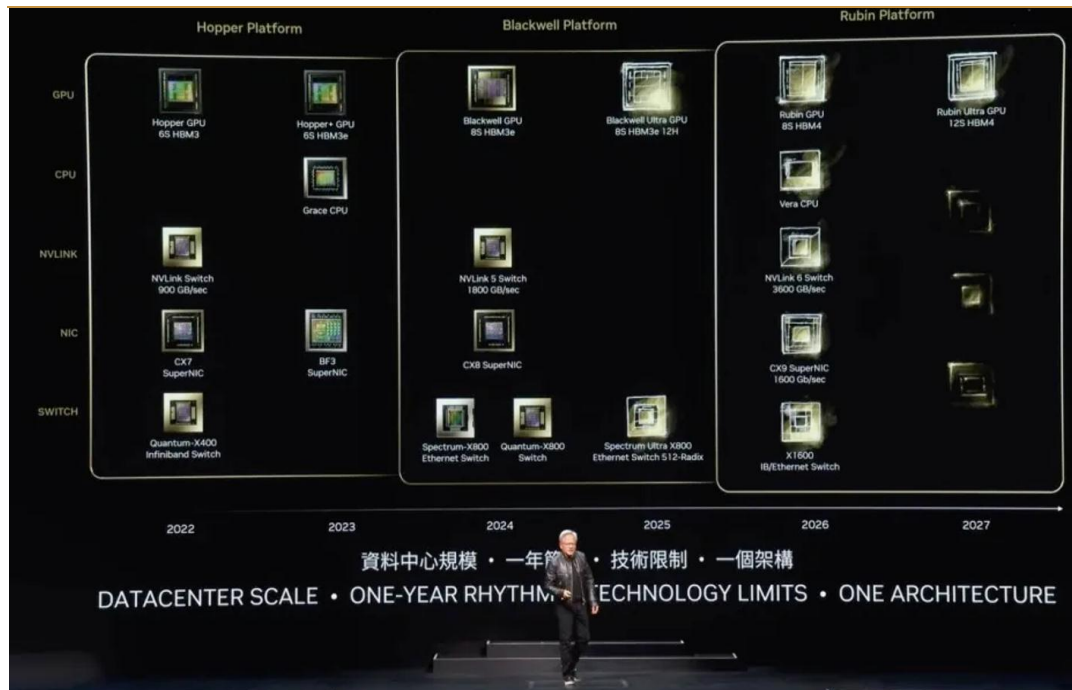 Hopper Platform
Blackwell Platform
Rubin Platform
GPU
Hopper GPU
6S HBM3
Hopper+ GPU
6S HBM3e
Blackwell GPU
8S HBM3e
Blackwell Ultra GPU
8S HBM3e 12H
Rubin GPU
8S HBM4
Rubin Ultra GPU
12S HBM4
CPU
Grace CPU
Vera CPU
NVLINK
NVLink Switch
900 GB/sec
NVLink 5 Switch
1800 GB/sec
NVLink 6 Switch
3600 GB/sec
NIC
CX7
SuperNIC
BF3
SuperNIC
CX8 SuperNIC
CX9 SuperNIC
1600 Gb/sec
SWITCH
Quantum-X400
Infiniband Switch
Spectrum-X800
Ethernet Switch
Quantum-X800
Switch
Spectrum Ultra X800
Ethernet Switch 512-Radix
X1600
IB/Ethernet Switch
2022 2023 2024 2025 2026 2027
資料中心規模 • 一年 • 技術限制 • 一個架構
DATACENTER SCALE • ONE-YEAR RHYTHM TECHNOLOGY LIMITS • ONE ARCHITECTURE